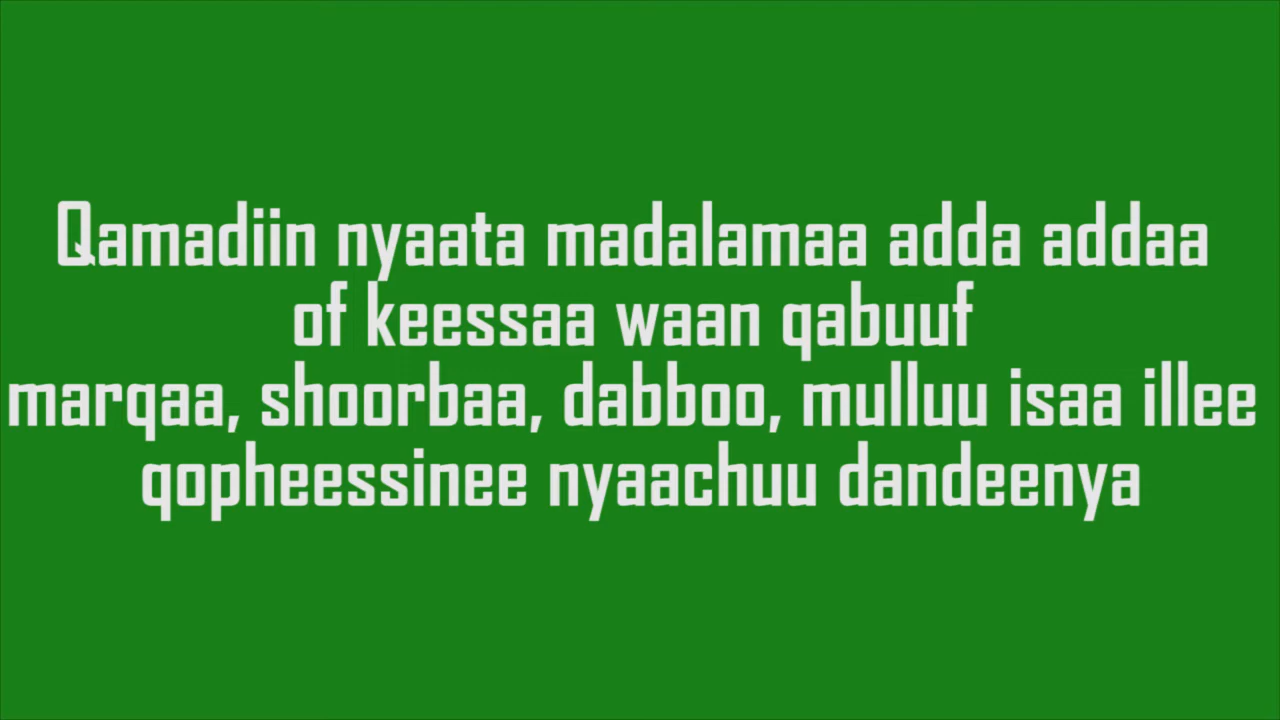 Qamadiin nyaata madalamaa adda addaa
of keessaa waan qabuuf
marqaa, shoorbaa, dabboo, mulluu isaa illee
qopheessinee nyaachuu dandeenya